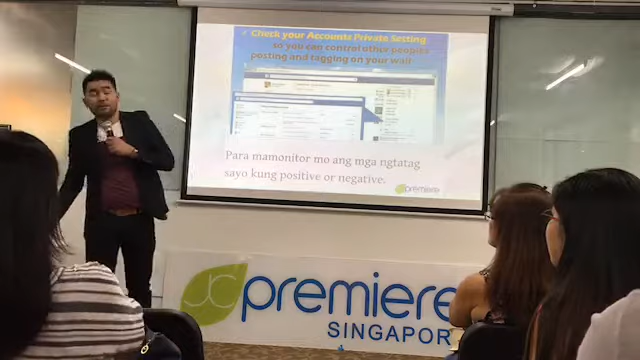 Check your Accounts Private Setting
so you can control other peoples
posting and tagging on your wall
Para mamonitor mo ang mga ngtatag
sayo kung positive or negative.
premiere
JC premiere
SINGAPOR